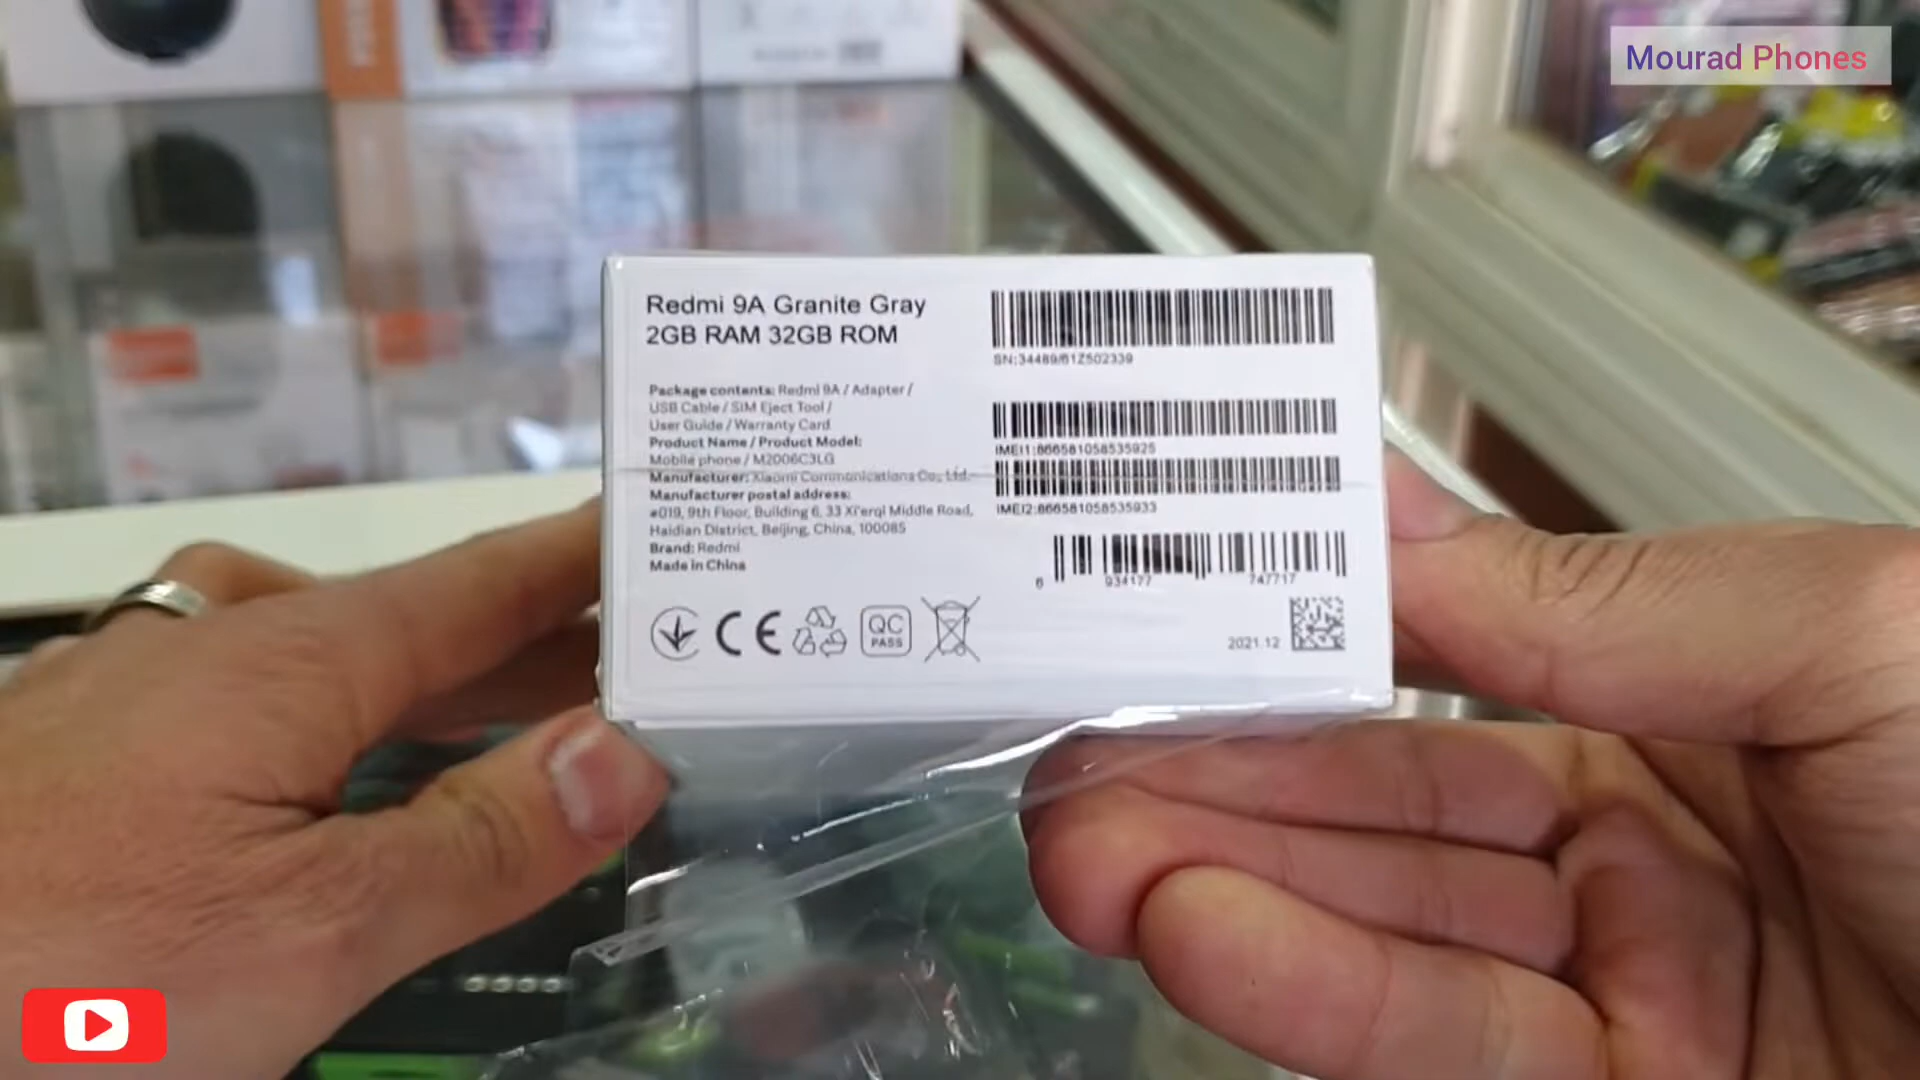 Mourad Phones
Redmi 9A Granite Gray
2GB RAM 32GB ROM
Package contents: Redmi 9A / Adapter /
USB Cable / SIM Eject Tool /
User Guide / Warranty Card
Product Name / Product Model:
Mobile phone / M2006C3LG
Manufacturer: Xiaomi Communications Co., Ltd.
Manufacturer postal address:
#019, 9th Floor, Building 6, 33 Xi'erqi Middle Road,
Haidian District, Beijing, China, 100085
Brand: Redmi
Made in China
CE
QC
PASS
SN:34489/61Z502339
IMEI1:866581058535925
IMEI2:866581058535933
6 934177 747717
2021.12